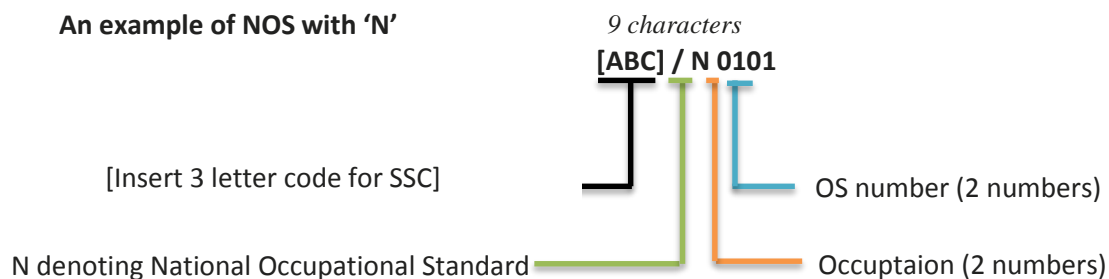 An example of NOS with ‘N’
9 characters
[ABC] / N 0101
[Insert 3 letter code for SSC]
OS number (2 numbers)
N denoting National Occupational Standard
Occuptaion (2 numbers)